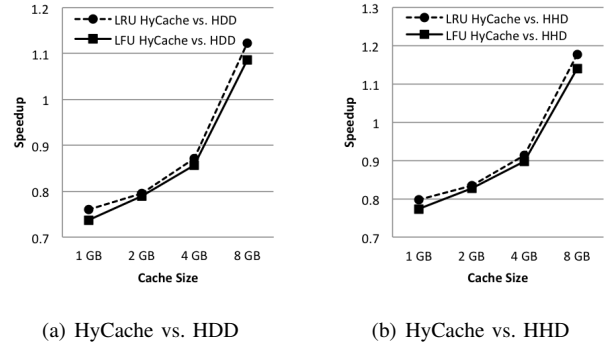 1.2
1.1
1
0.9
0.8
0.7
Speedup
LRU HyCache vs. HDD
LFU HyCache vs. HDD
1 GB 2 GB 4 GB 8 GB
Cache Size
(a) HyCache vs. HDD
1.3
1.2
1.1
1
0.9
0.8
0.7
Speedup
LRU HyCache vs. HHD
LFU HyCache vs. HHD
1 GB 2 GB 4 GB 8 GB
Cache Size
(b) HyCache vs. HHD